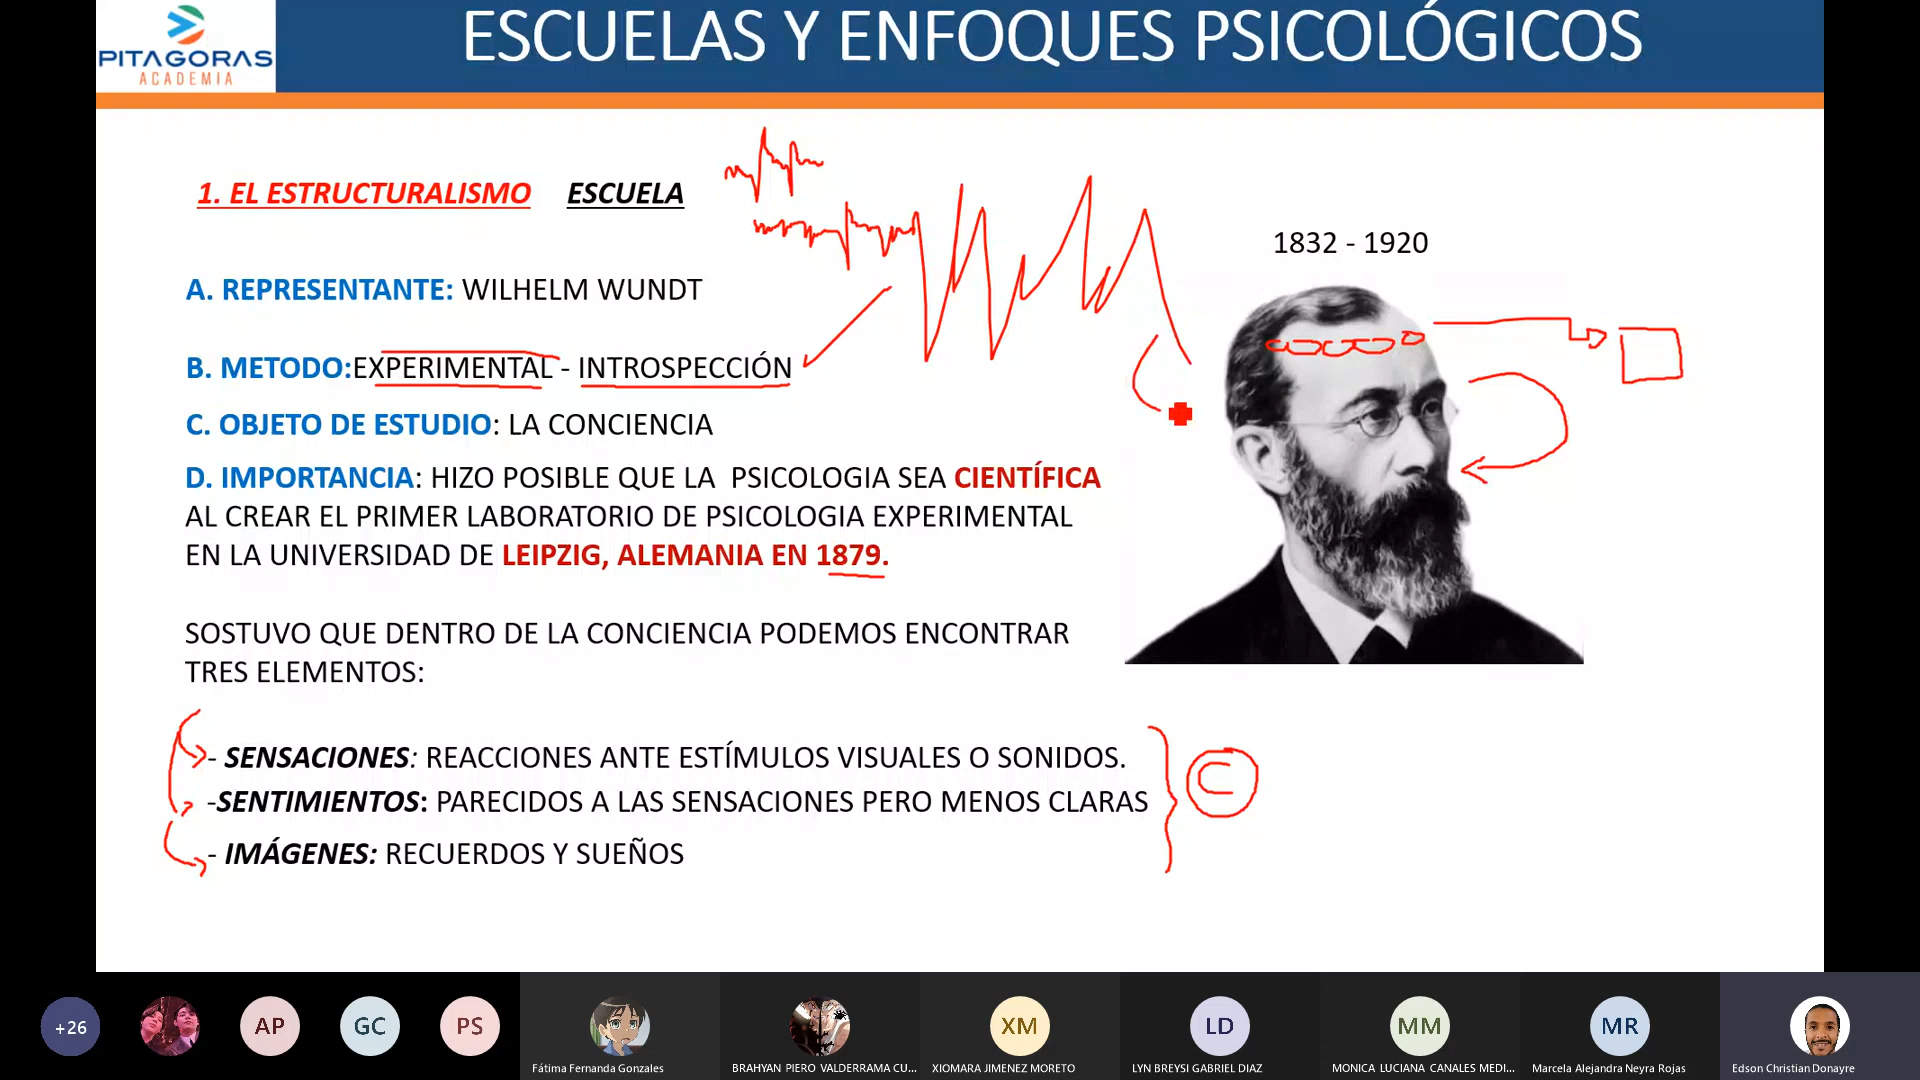 PITAGORAS
ACADEMIA
ESCUELAS Y ENFOQUES PSICOLÓGICOS
1. EL ESTRUCTURALISMO ESCUELA
1832 - 1920
A. REPRESENTANTE: WILHELM WUNDT
B. METODO:EXPERIMENTAL - INTROSPECCIÓN
C. OBJETO DE ESTUDIO: LA CONCIENCIA
D. IMPORTANCIA: HIZO POSIBLE QUE LA PSICOLOGIA SEA CIENTÍFICA
AL CREAR EL PRIMER LABORATORIO DE PSICOLOGIA EXPERIMENTAL
EN LA UNIVERSIDAD DE LEIPZIG, ALEMANIA EN 1879.
SOSTUVO QUE DENTRO DE LA CONCIENCIA PODEMOS ENCONTRAR
TRES ELEMENTOS:
- SENSACIONES: REACCIONES ANTE ESTÍMULOS VISUALES O SONIDOS.
-SENTIMIENTOS: PARECIDOS A LAS SENSACIONES PERO MENOS CLARAS
- IMÁGENES: RECUERDOS Y SUEÑOS
C
+26 AP GC PS XM LD MM MR
Fátima Fernanda Gonzales
BRAHYAN PIERO VALDERRAMA CU...
XIOMARA JIMENEZ MORETO
LYN BREYSI GABRIEL DIAZ
MONICA LUCIANA CANALES MEDI...
Marcela Alejandra Neyra Rojas
Edson Christian Donayre